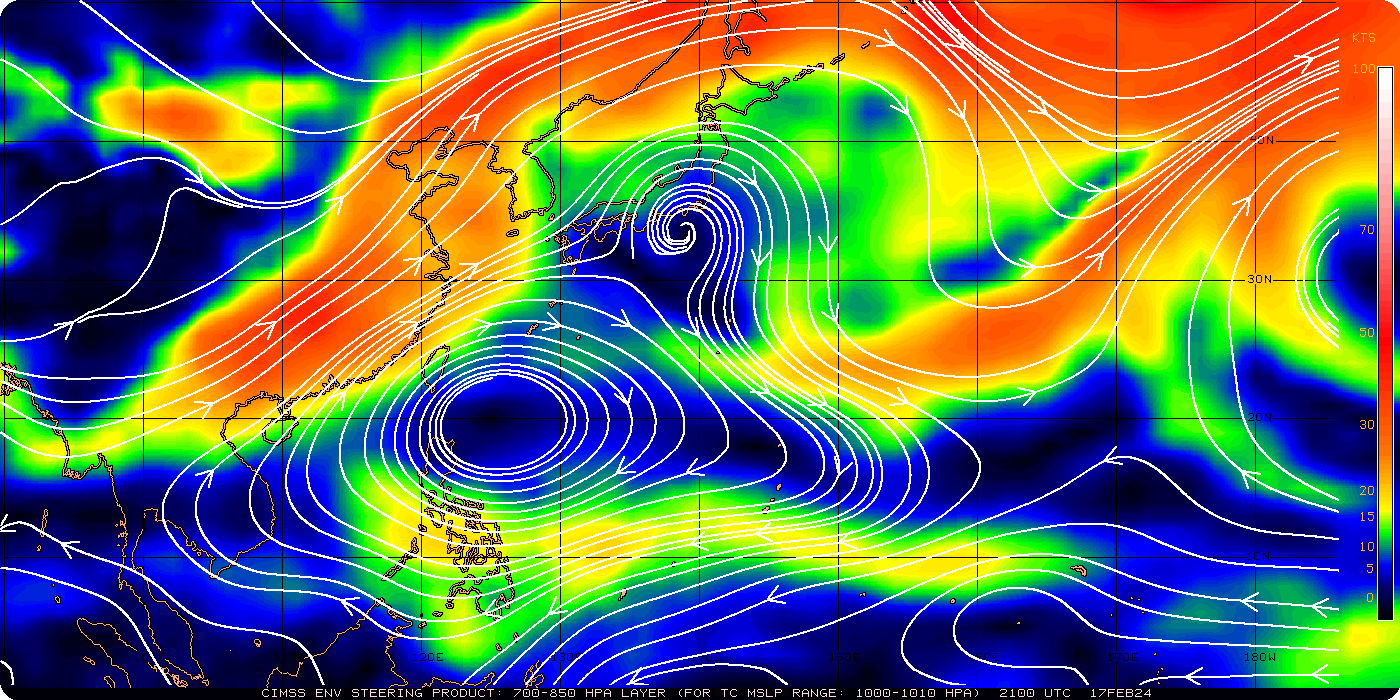 KTS
100
70
50
30
20
15
10
5
0
30N
20N
120E
180W
CIMSS ENV STEERING PRODUCT: 700-850 HPA LAYER (FOR TC MSLP RANGE: 1000-1010 HPA)  2100 UTC  17FEB24